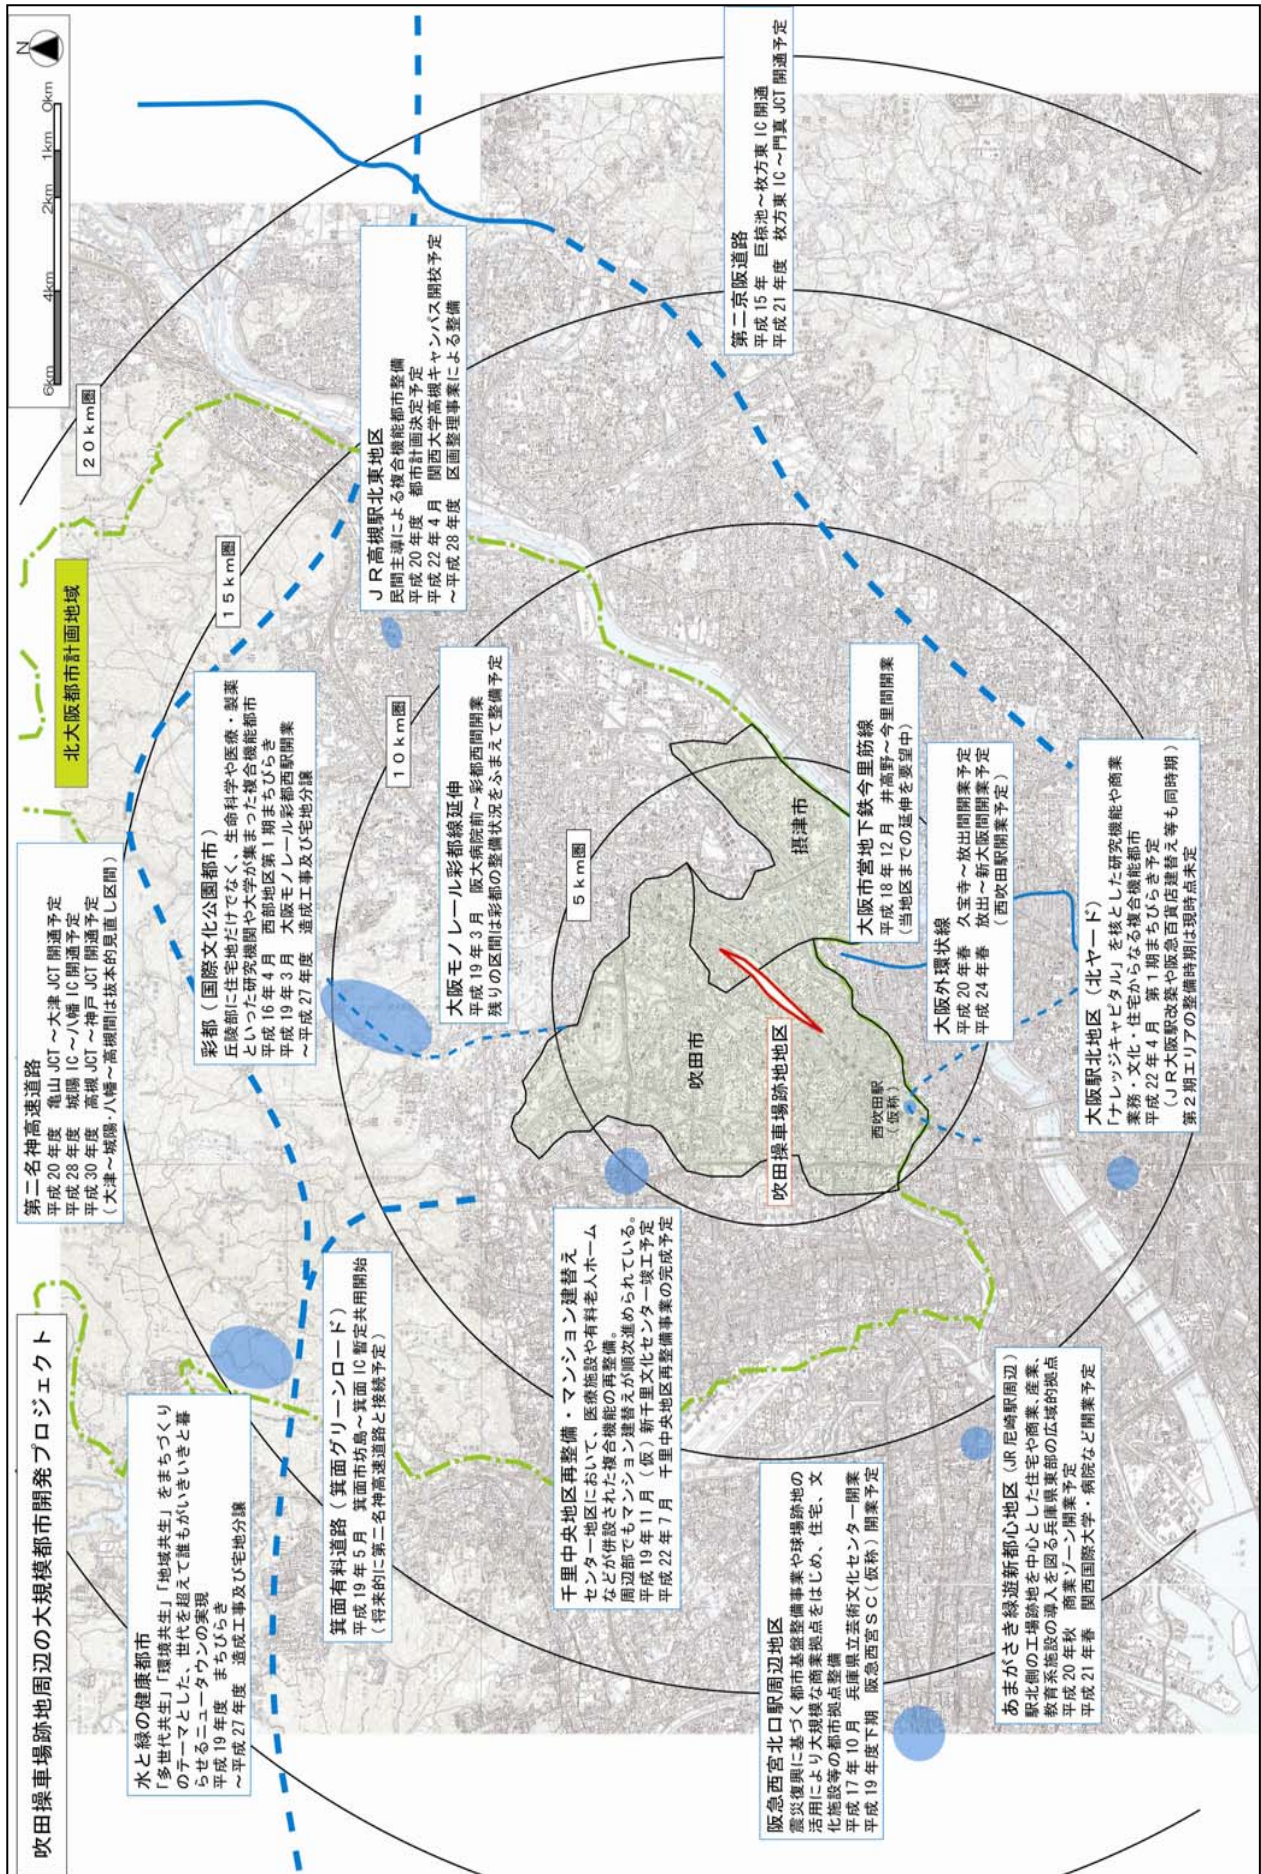 吹田操車場跡地周辺の大規模都市開発プロジェクト
水と緑の健康都市
「多世代共生」「環境共生」「地域共生」をまちづくり
のテーマとした、世代を超えて誰もがいきいきと暮
らせるニュータウンの実現
平成19年度 まちびらき
～平成27年度 造成工事及び宅地分譲
第二名神高速道路
平成20年度 亀山JCT～大津JCT開通予定
平成28年度 城陽IC～八幡IC開通予定
平成30年度 高槻JCT～神戸JCT開通予定
(大津～城陽・八幡～高槻間は抜本的見直し区間)
北大阪都市計画地域
20km圏
6km
4km
2km
1km
0km
N
箕面有料道路(箕面グリーンロード)
平成19年5月 箕面市坊島～箕面IC暫定共用開始
(将来的に第二名神高速道路と接続予定)
彩都(国際文化公園都市)
丘陵部に住宅地だけでなく、生命科学や医療・製薬
といった研究機関や大学が集まった複合機能都市
平成16年4月 西部地区第1期まちびらき
平成19年3月 大阪モノレール彩都西駅開業
～平成27年度 造成工事及び宅地分譲
15km圏
JR高槻駅北東地区
民間主導による複合機能都市整備
平成20年度 都市計画決定予定
平成22年4月 関西大学高槻キャンパス開校予定
～平成28年度 区画整理事業による整備
10km圏
大阪モノレール彩都線延伸
平成19年3月 阪大病院前～彩都西間開業
残りの区間は彩都の整備状況をふまえて整備予定
千里中央地区再整備・マンション建替え
センター地区において、医療施設や有料老人ホーム
などが併設された複合機能の再整備。
周辺部でもマンション建替えが順次進められている。
平成19年11月 (仮)新千里文化センター竣工予定
平成22年7月 千里中央地区再整備事業の完成予定
5km圏
吹田市
摂津市
吹田操車場跡地地区
第二京阪道路
平成15年 巨椋池～枚方東IC開通
平成21年度 枚方東IC～門真JCT開通予定
阪急西宮北口駅周辺地区
震災復興に基づく都市基盤整備事業や球場跡地の
活用により大規模な商業拠点をはじめ、住宅、文
化施設等の都市拠点整備
平成17年10月 兵庫県立芸術文化センター開業
平成19年度下期 阪急西宮SC(仮称)開業予定
西吹田駅
(仮称)
大阪市営地下鉄今里筋線
平成18年12月 井高野～今里間開業
(当地区までの延伸を要望中)
大阪外環状線
平成20年春 久宝寺～放出間開業予定
平成24年春 放出～新大阪間開業予定
(西吹田駅開業予定)
あまがさき緑遊新都心地区(JR尼崎駅周辺)
駅北側の工場跡地を中心とした住宅や商業、産業、
教育系施設の導入を図る兵庫県東部の広域的拠点
平成20年秋 商業ゾーン開業予定
平成21年春 関西国際大学・病院など開業予定
大阪駅北地区(北ヤード)
「ナレッジキャピタル」を核とした研究機能や商業
業務・文化・住宅からなる複合機能都市
平成22年4月 第1期まちびらき予定
(JR大阪駅改築や阪急百貨店建替え等も同時期)
第2期エリアの整備時期は現時点未定